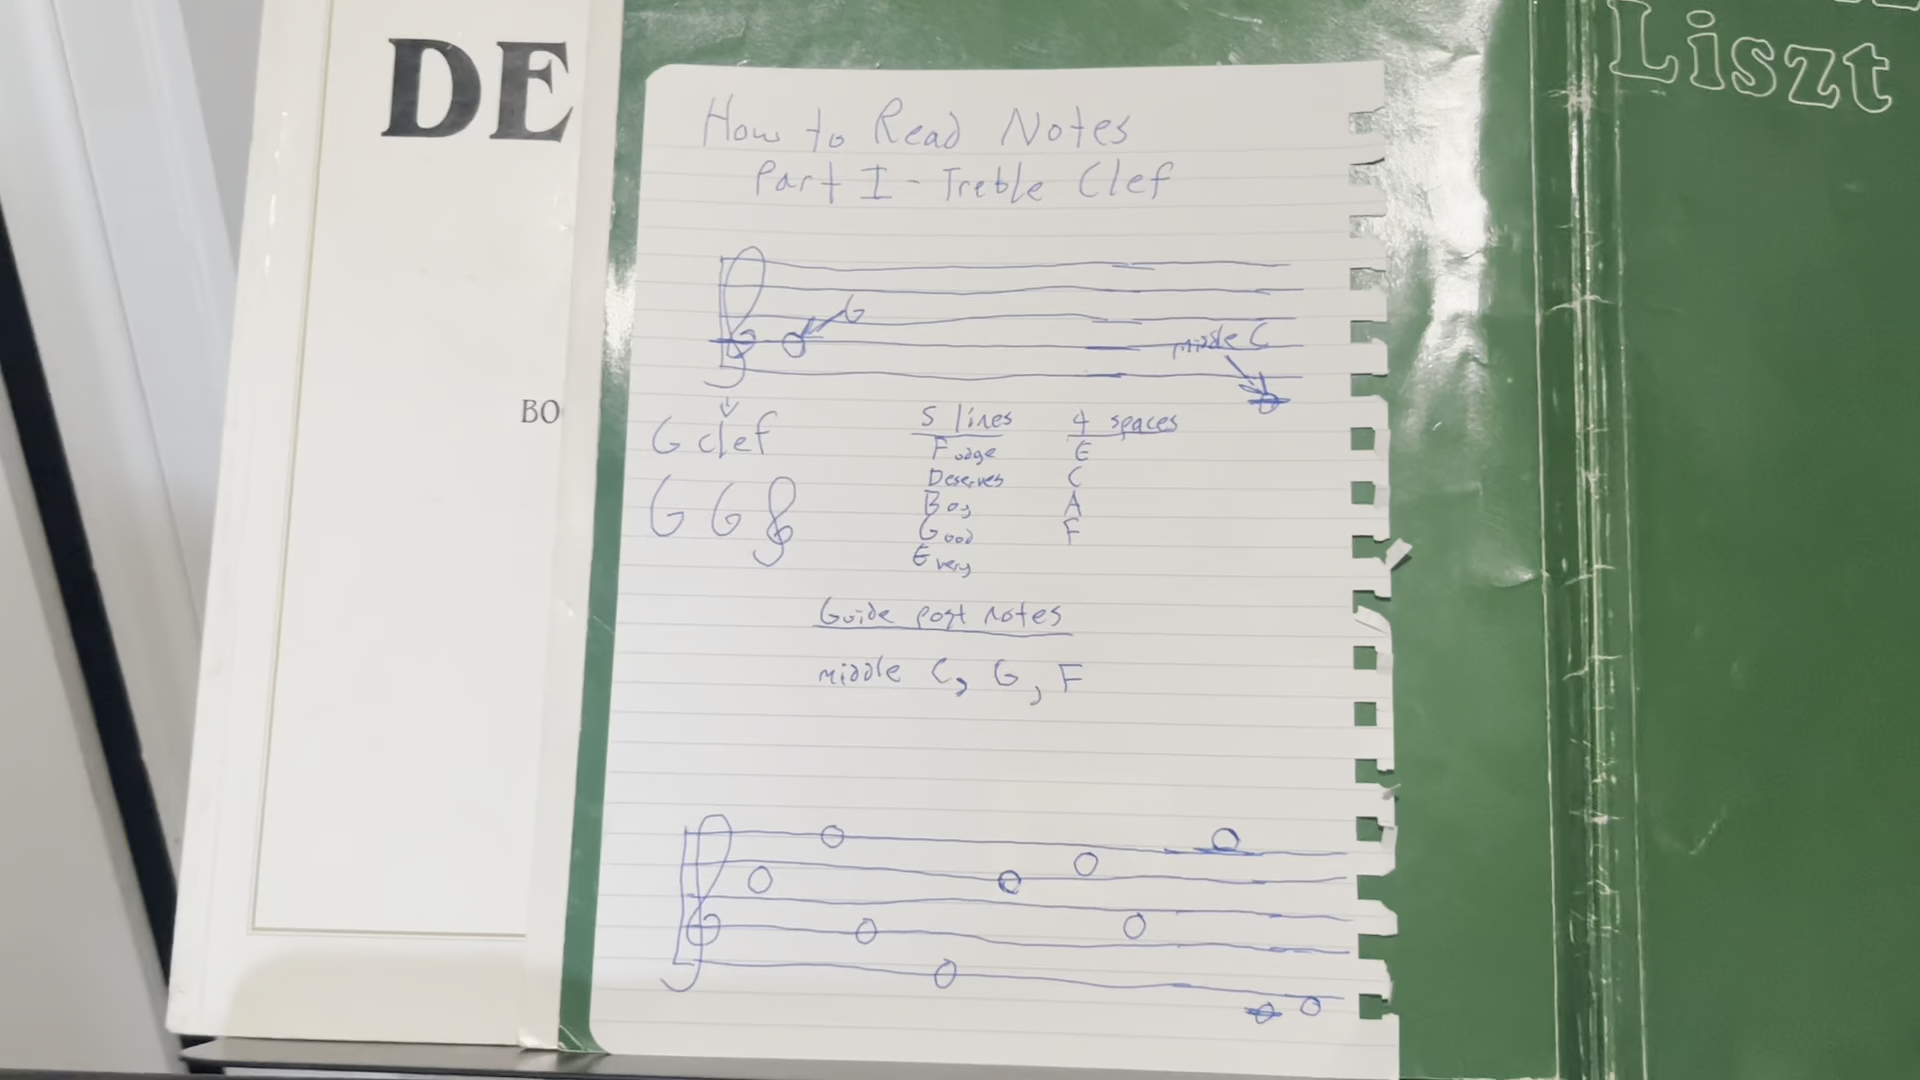 DE
BO
Liszt
How to Read Notes
Part I - Treble Clef
G
middle C
G clef
G G
5 lines
Fudge
Deserves
Boy
Good
Every
4 spaces
E
C
A
F
Guide post notes
middle C, G, F